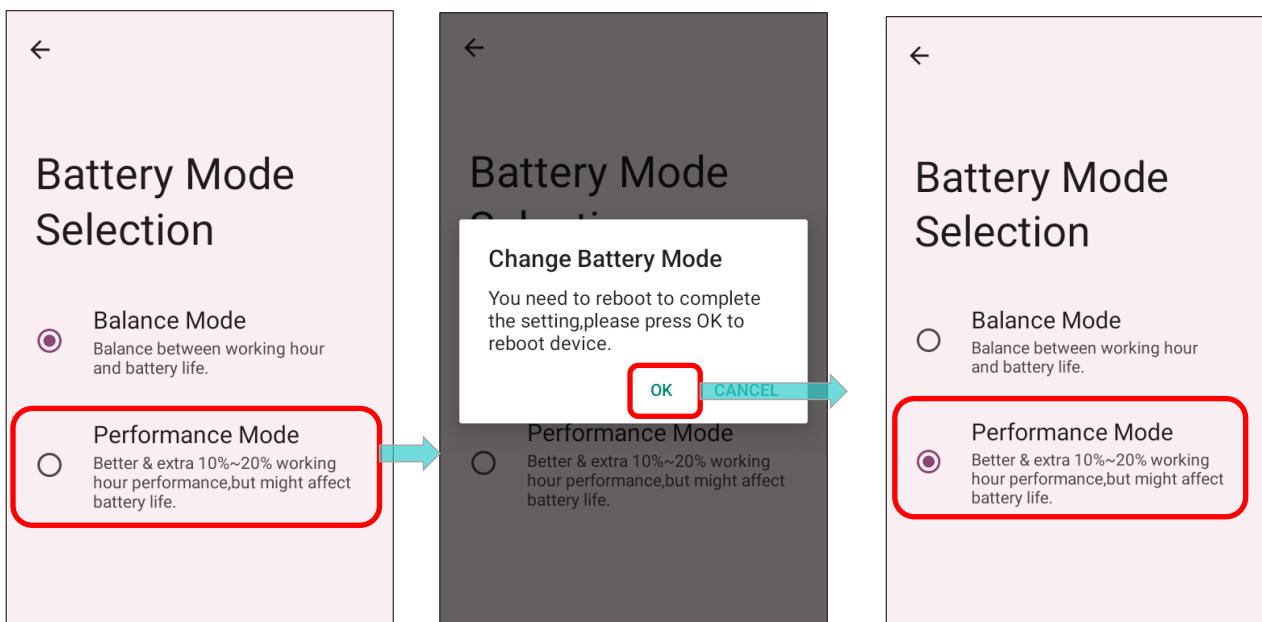 Battery Mode
Selection
Balance Mode
Balance between working hour
and battery life.
Performance Mode
Better & extra 10%~20% working
hour performance,but might affect
battery life.
Battery Mode
Selection
Change Battery Mode
You need to reboot to complete
the setting,please press OK to
reboot device.
OK CANCEL
Performance Mode
Better & extra 10%~20% working
hour performance,but might affect
battery life.
Battery Mode
Selection
Balance Mode
Balance between working hour
and battery life.
Performance Mode
Better & extra 10%~20% working
hour performance,but might affect
battery life.